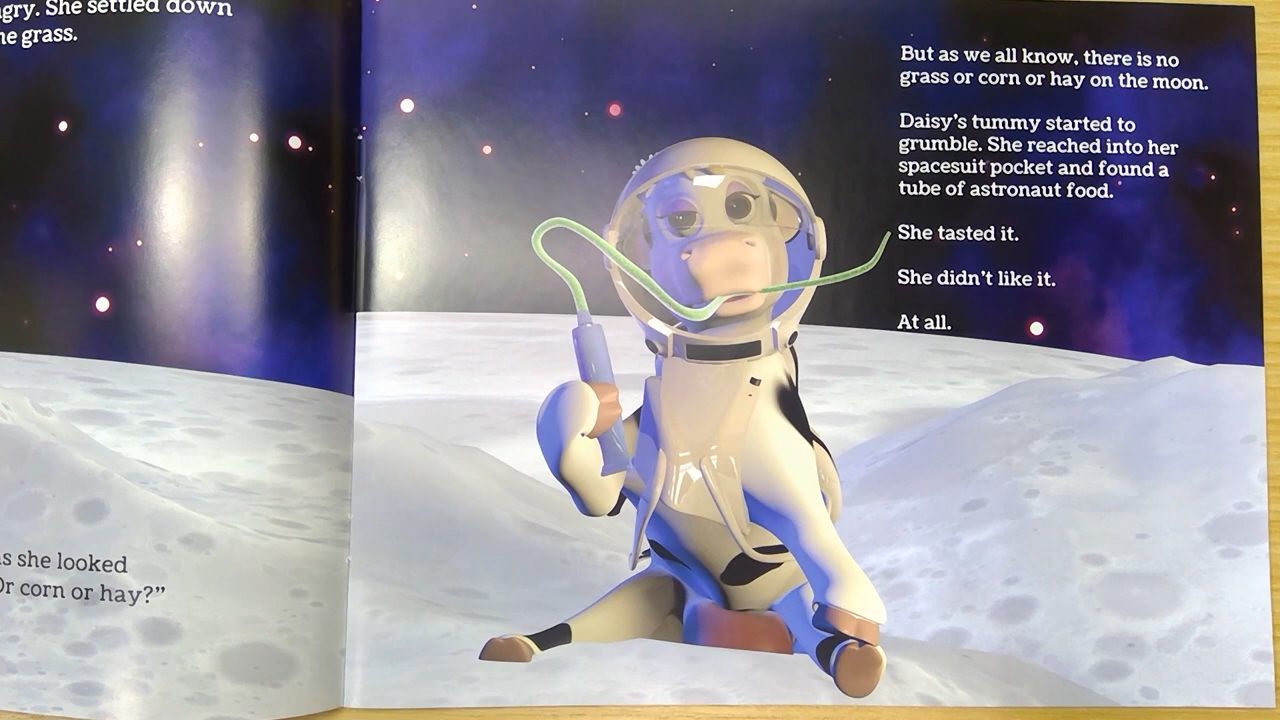 She settled down
grass.
as she looked
Or corn or hay?”
But as we all know, there is no
grass or corn or hay on the moon.
Daisy’s tummy started to
grumble. She reached into her
spacesuit pocket and found a
tube of astronaut food.
She tasted it.
She didn’t like it.
At all.